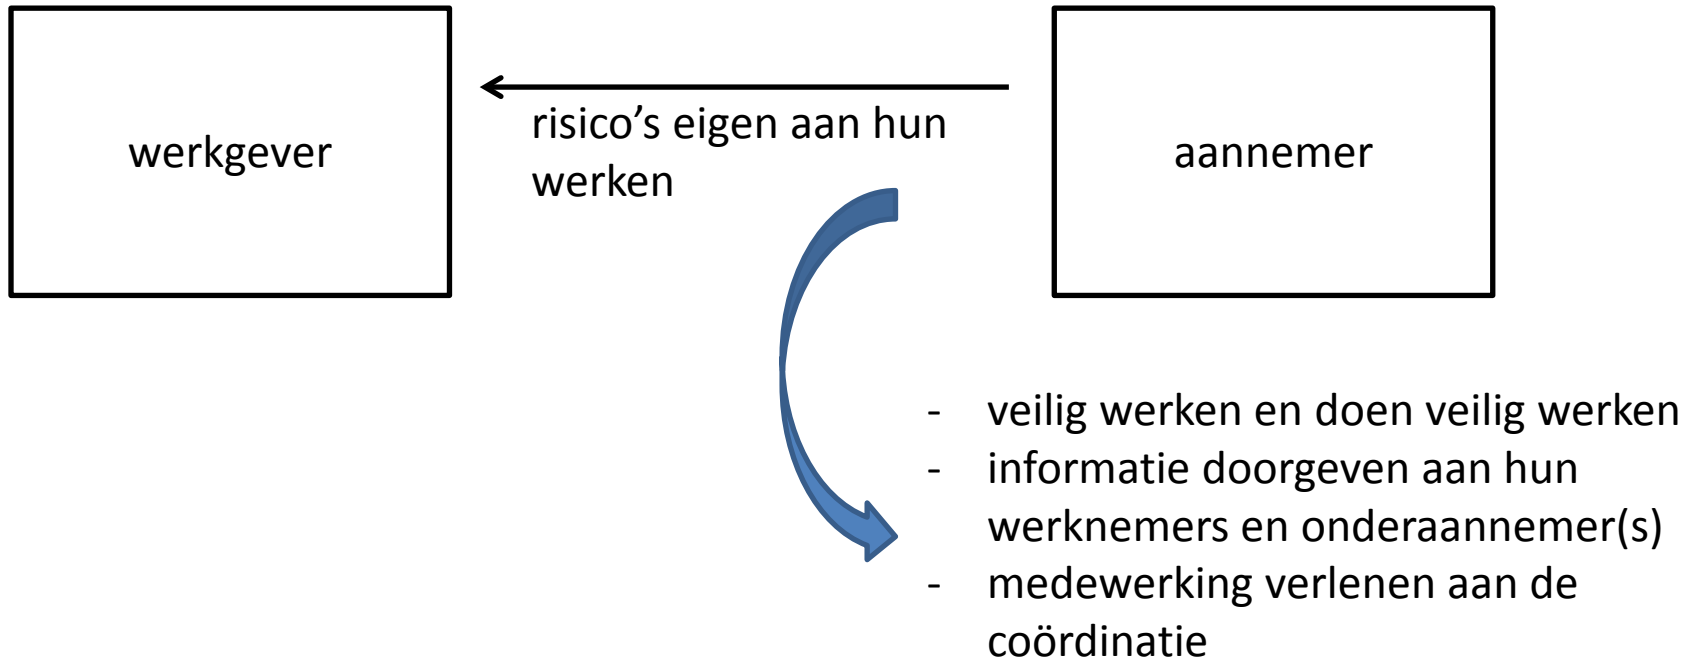 werkgever
risico’s eigen aan hun
werken
aannemer
- veilig werken en doen veilig werken
- informatie doorgeven aan hun
werknemers en onderaannemer(s)
- medewerking verlenen aan de
coördinatie